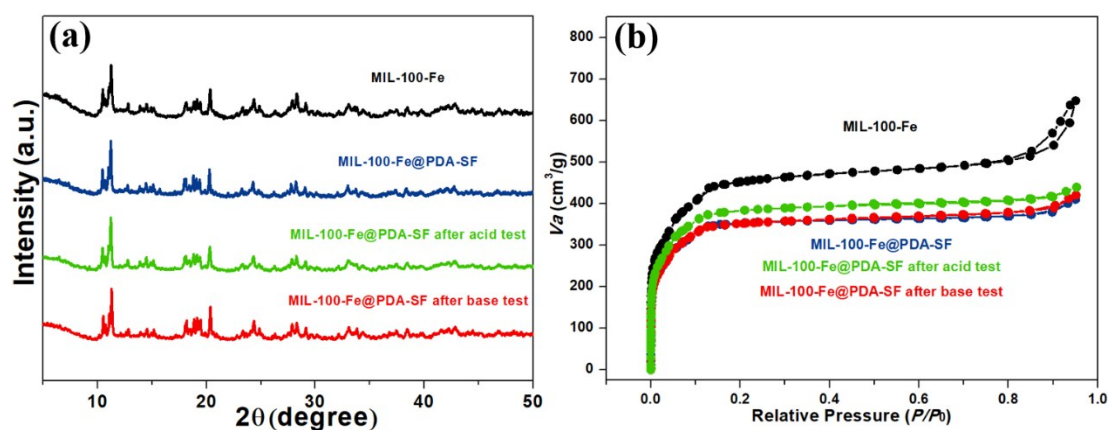 (a)
MIL-100-Fe
MIL-100-Fe@PDA-SF
MIL-100-Fe@PDA-SF after acid test
MIL-100-Fe@PDA-SF after base test
Intensity (a.u.)
10 20 30 40 50
2θ (degree)
(b)
800
700
600
500
400
300
200
100
0
Va (cm³/g)
MIL-100-Fe
MIL-100-Fe@PDA-SF
MIL-100-Fe@PDA-SF after acid test
MIL-100-Fe@PDA-SF after base test
0.0 0.2 0.4 0.6 0.8 1.0
Relative Pressure (P/P₀)